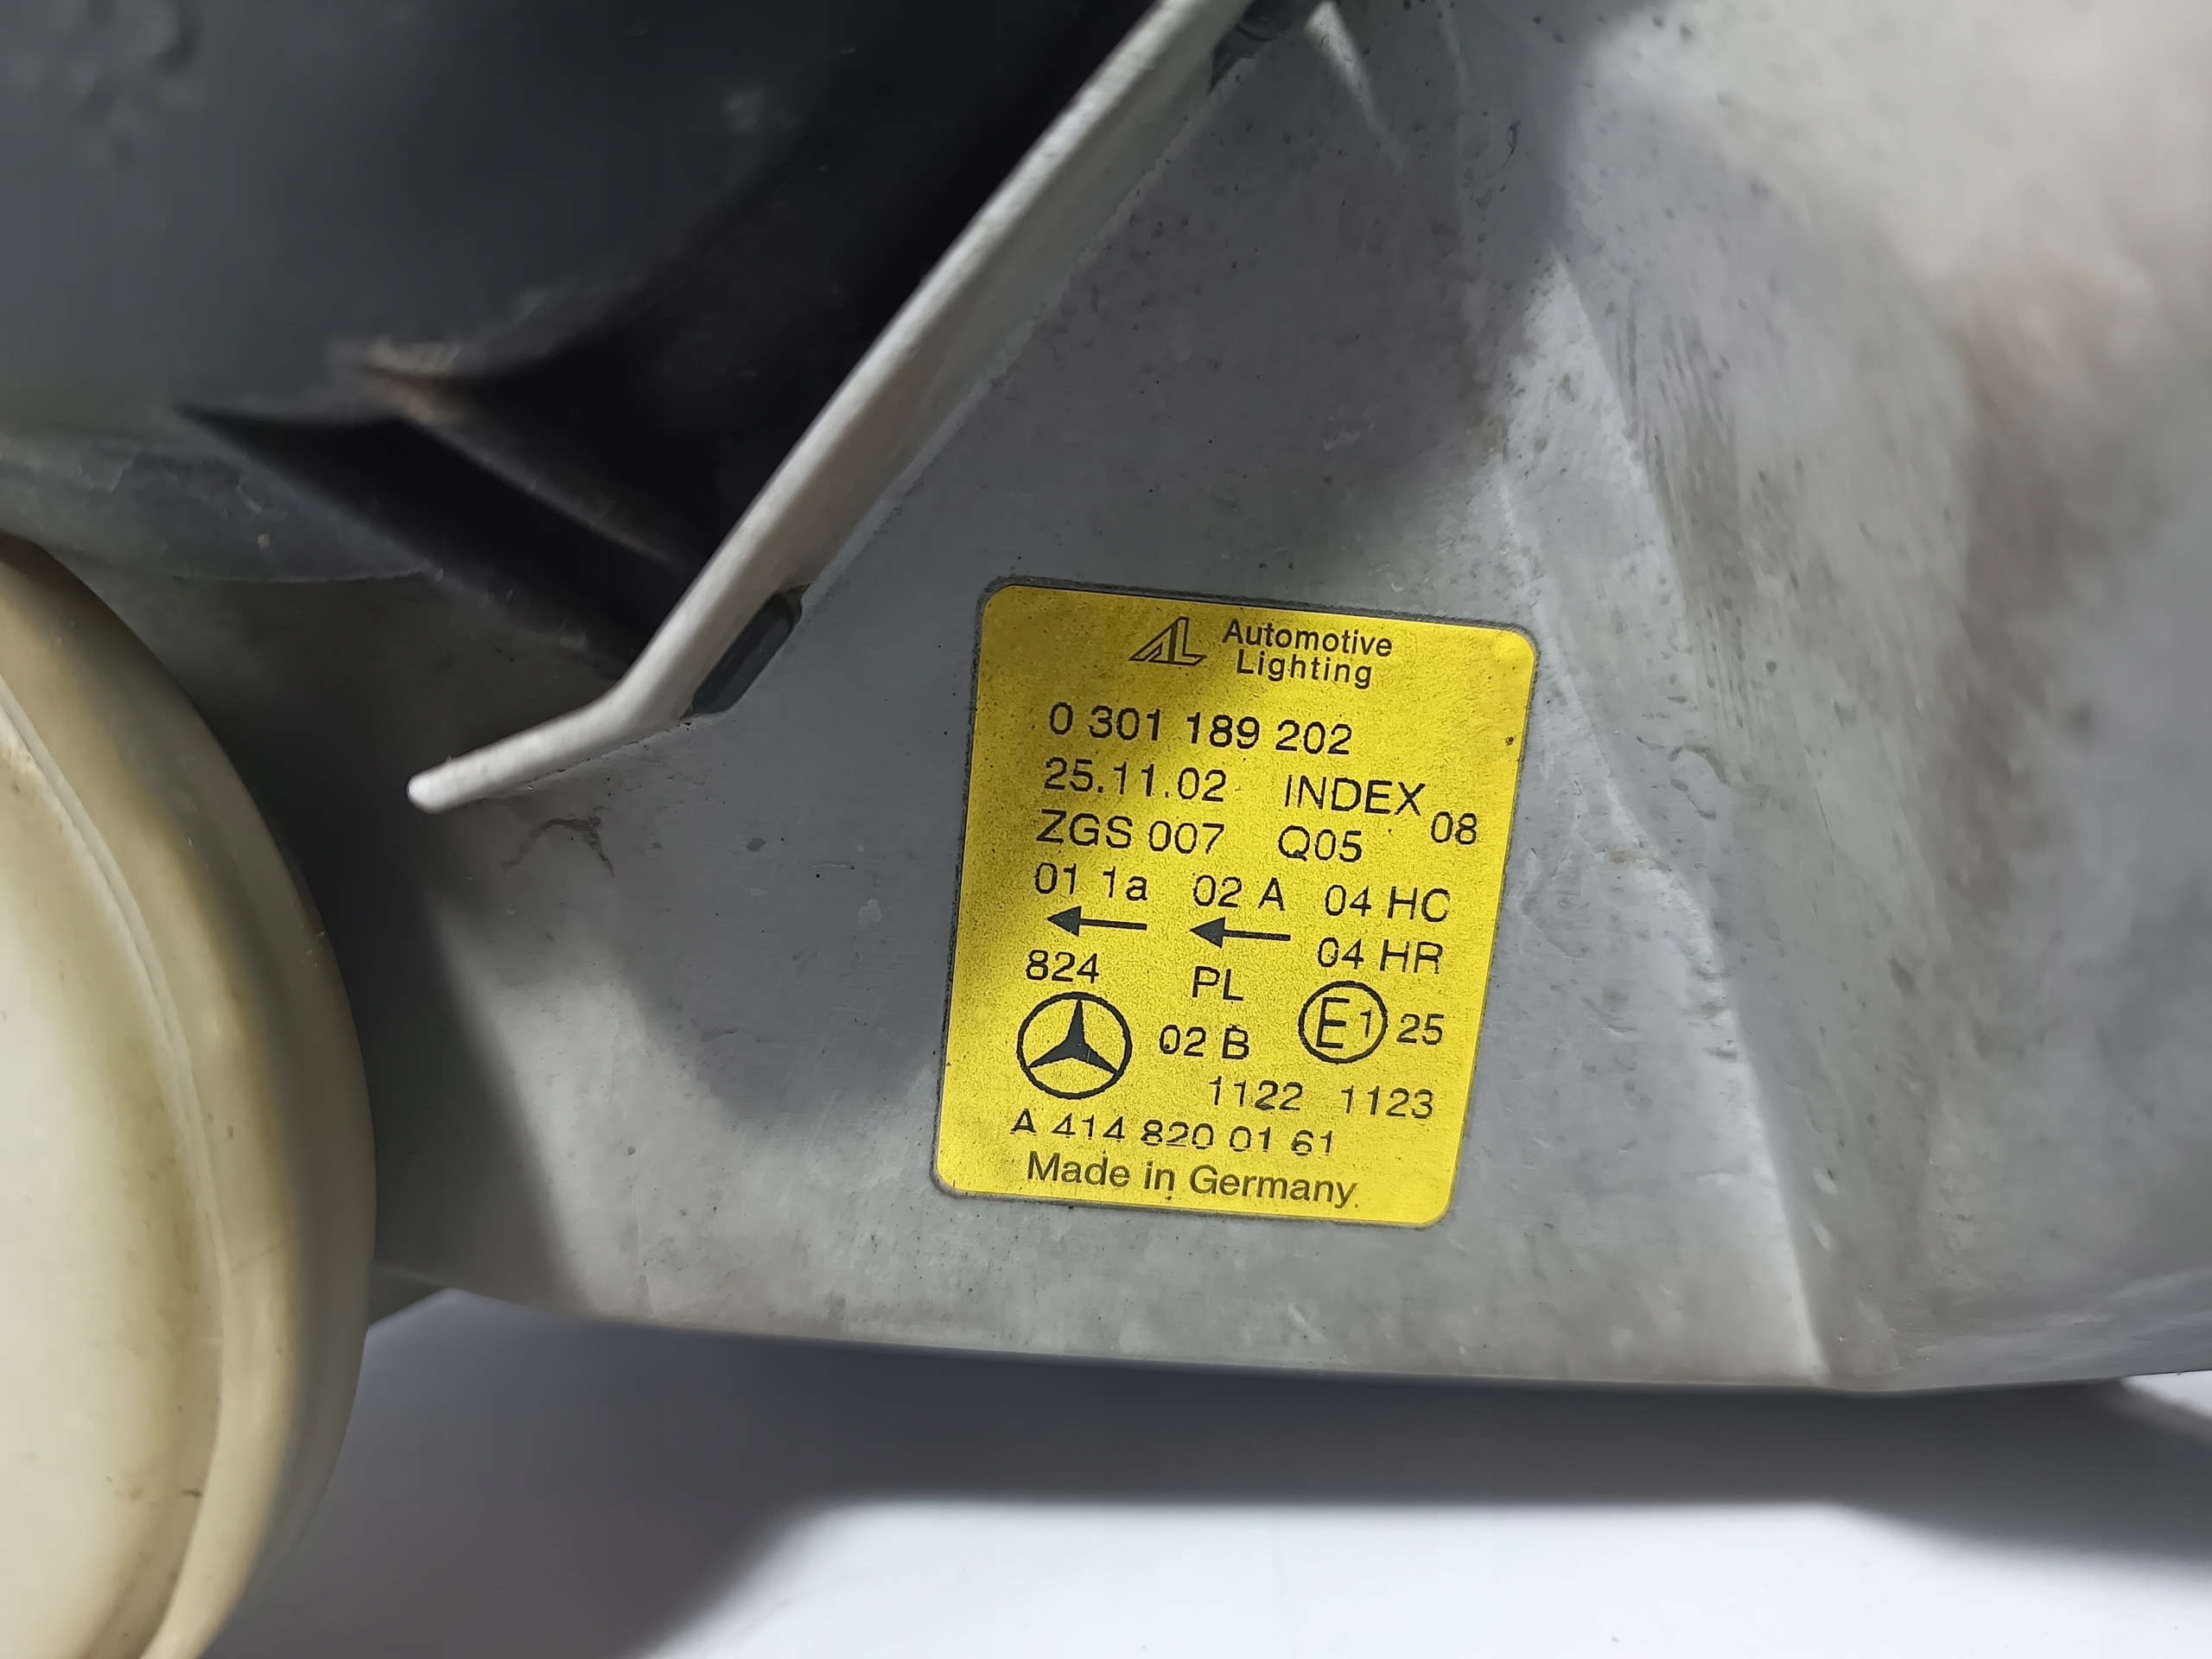 AL Automotive
Lighting
0 301 189 202
25.11.02 INDEX 08
ZGS 007 Q05
01 1a 02 A 04 HC
04 HR
824 PL
02 B E1 25
1122 1123
A 414 820 01 61
Made in Germany